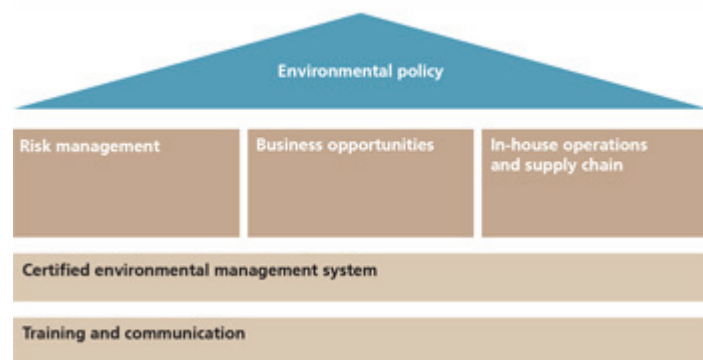 Environmental policy
Risk management
Business opportunities
In-house operations
and supply chain
Certified environmental management system
Training and communication